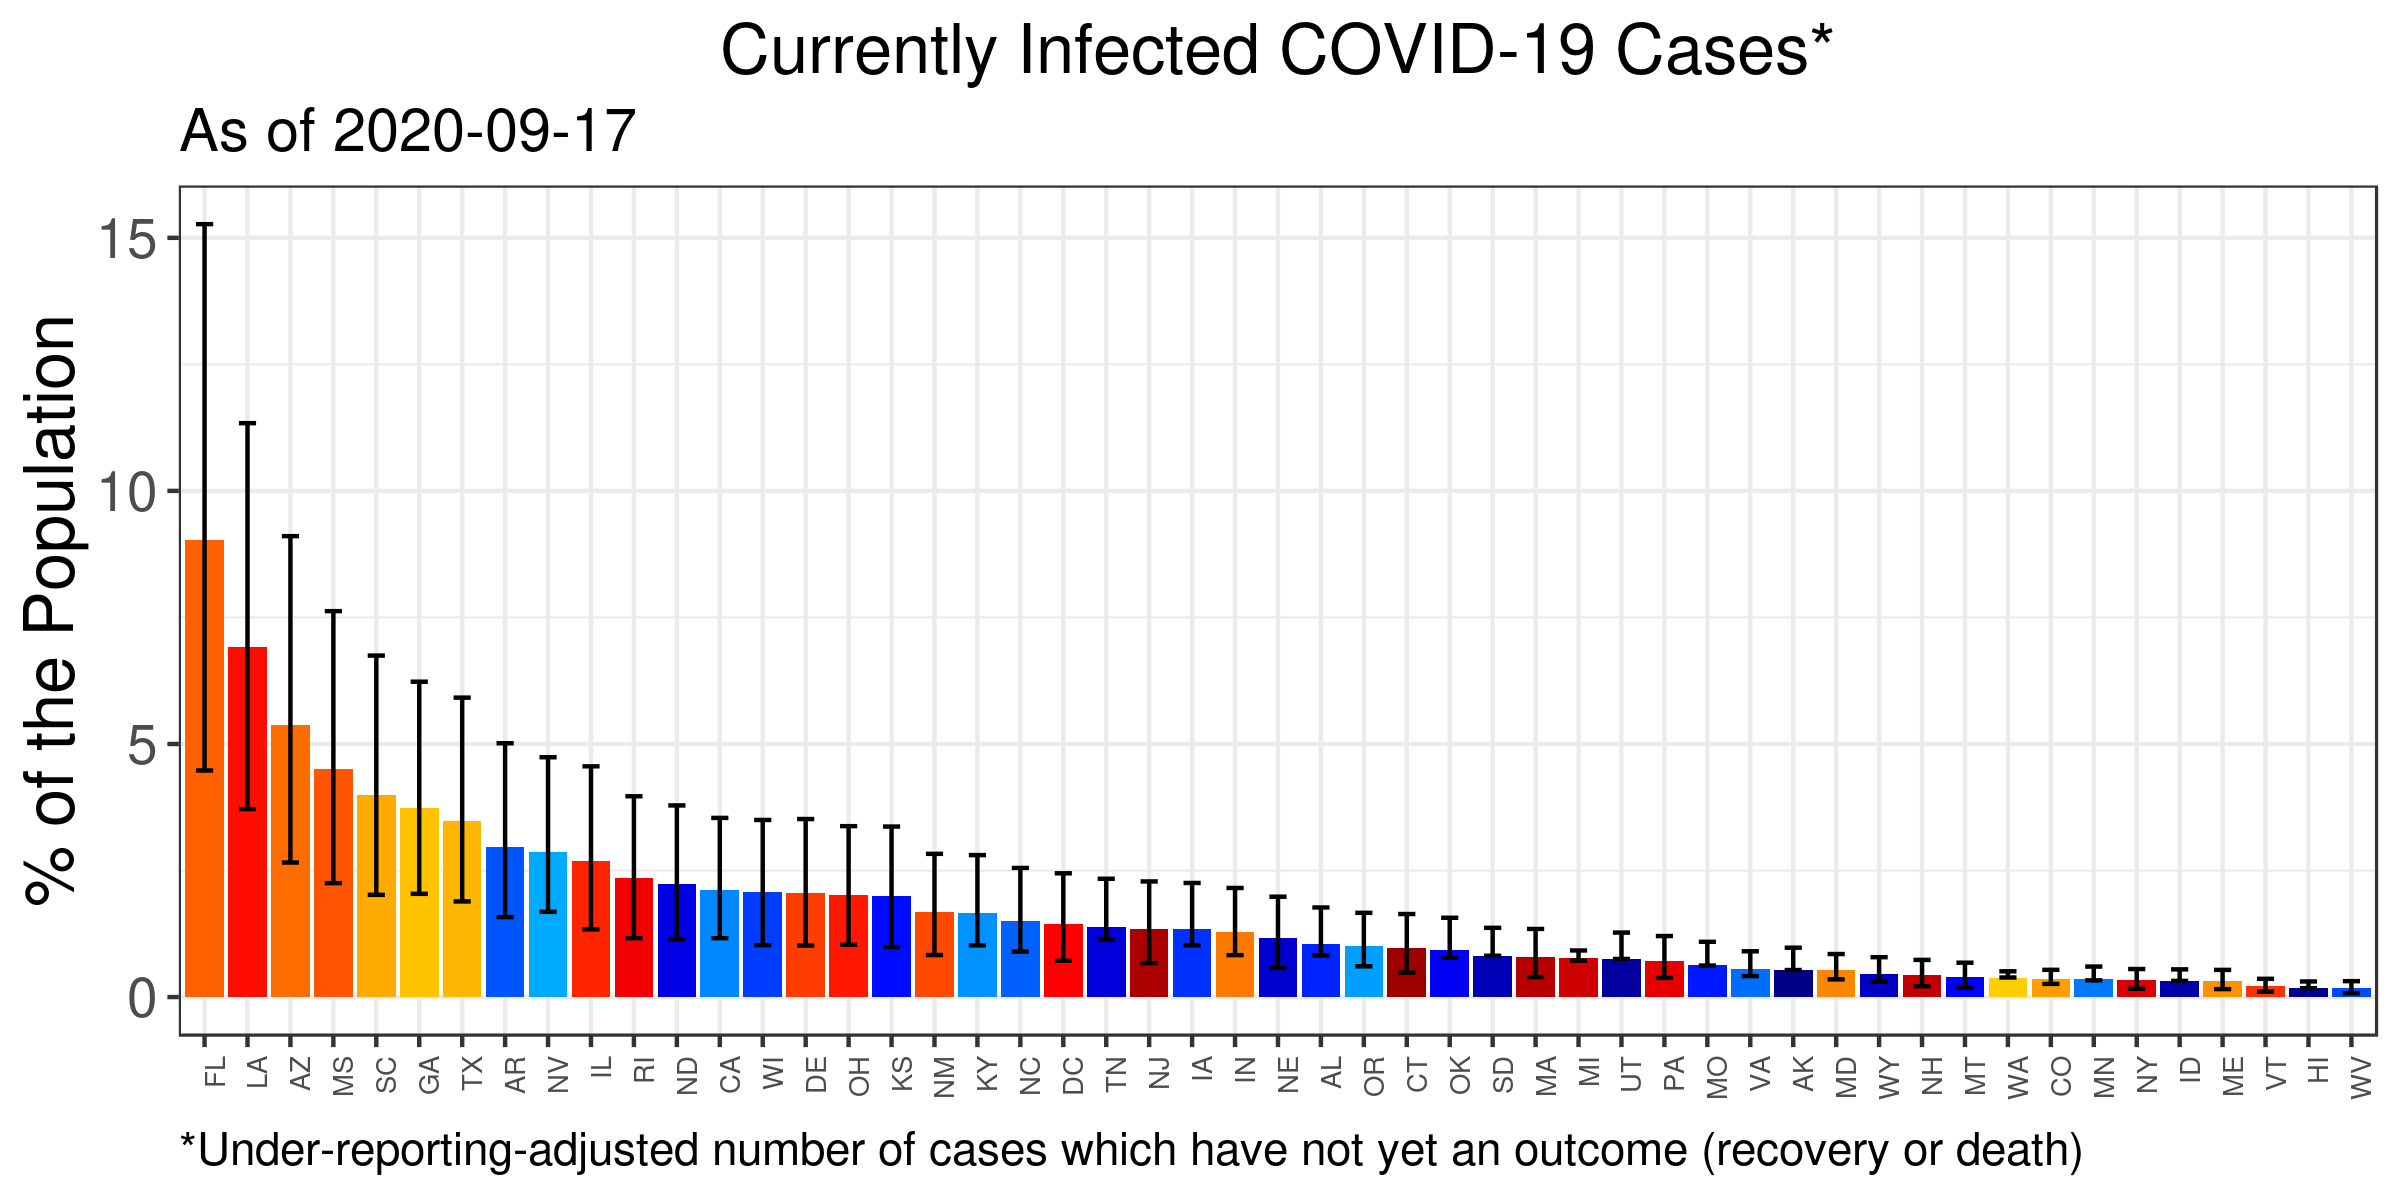 Currently Infected COVID-19 Cases*
As of 2020-09-17
% of the Population
15
10
5
0
FL LA AZ MS SC GA TX AR NV IL RI ND CA WI DE OH KS NM KY NC DC TN NJ IA IN NE AL OR CT OK SD MA MI UT PA MO VA AK MD WY NH MT WA CO MN NY ID ME VT HI WV
*Under-reporting-adjusted number of cases which have not yet an outcome (recovery or death)